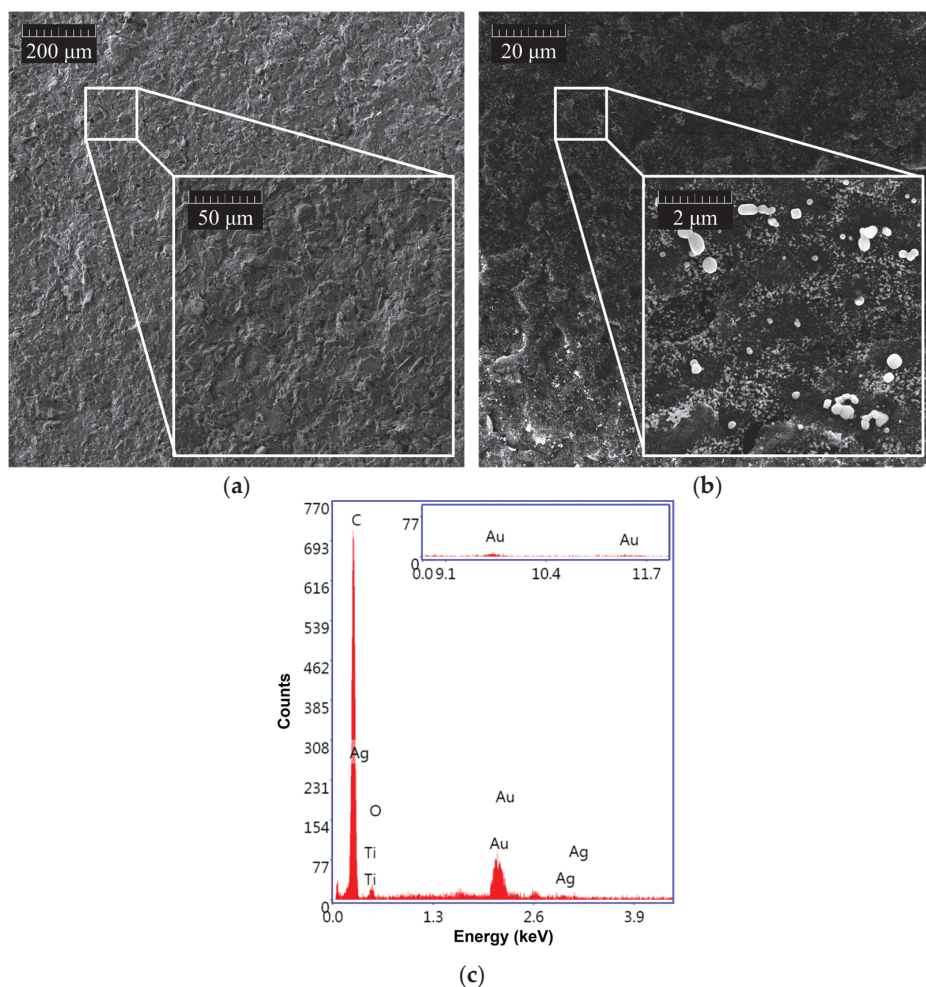 200 μm
50 μm
(a)
20 μm
2 μm
(b)
770
693
616
539
462
385
308
231
154
77
0
Counts
C
Ag
O
Ti
Ti
Au
Au
Ag
Ag
77
0
Au
Au
0.09.1
10.4
11.7
0.0
1.3
2.6
3.9
Energy (keV)
(c)